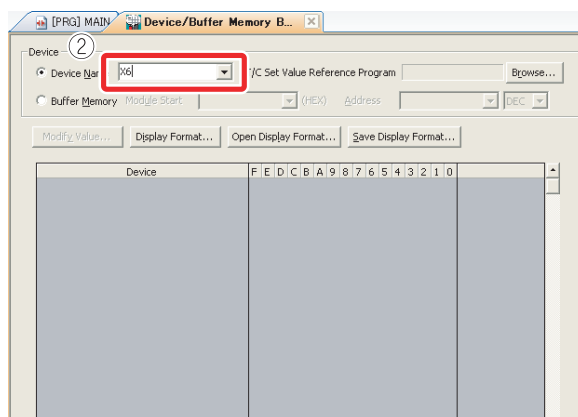 [PRG] MAIN Device/Buffer Memory B...
Device ②
Device Nar X6 T/C Set Value Reference Program Browse...
Buffer Memory Module Start (HEX) Address DEC
Modify Value... Display Format... Open Display Format... Save Display Format...
Device F E D C B A 9 8 7 6 5 4 3 2 1 0